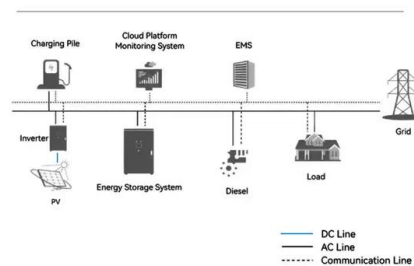 Charging Pile
Cloud Platform
Monitoring System
EMS
Grid
Inverter
PV
Energy Storage System
Diesel
Load
DC Line
AC Line
Communication Line